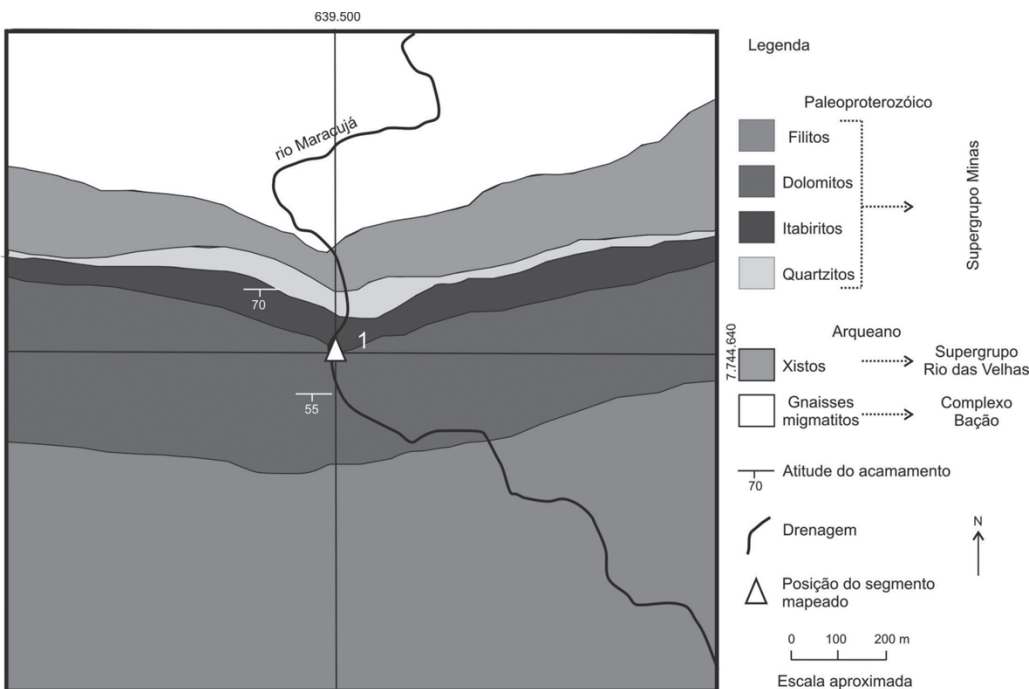 639.500
rio Maracujá
70
1
55
7.744.640
Legenda
Paleoproterozóico
Filitos
Dolomitos
Itabiritos
Quartzitos
Supergrupo Minas
Arqueano
Xistos
Supergrupo
Rio das Velhas
Gnaisses
migmatitos
Complexo
Bação
70
Atitude do acamamento
Drenagem
N
Posição do segmento
mapeado
0 100 200 m
Escala aproximada